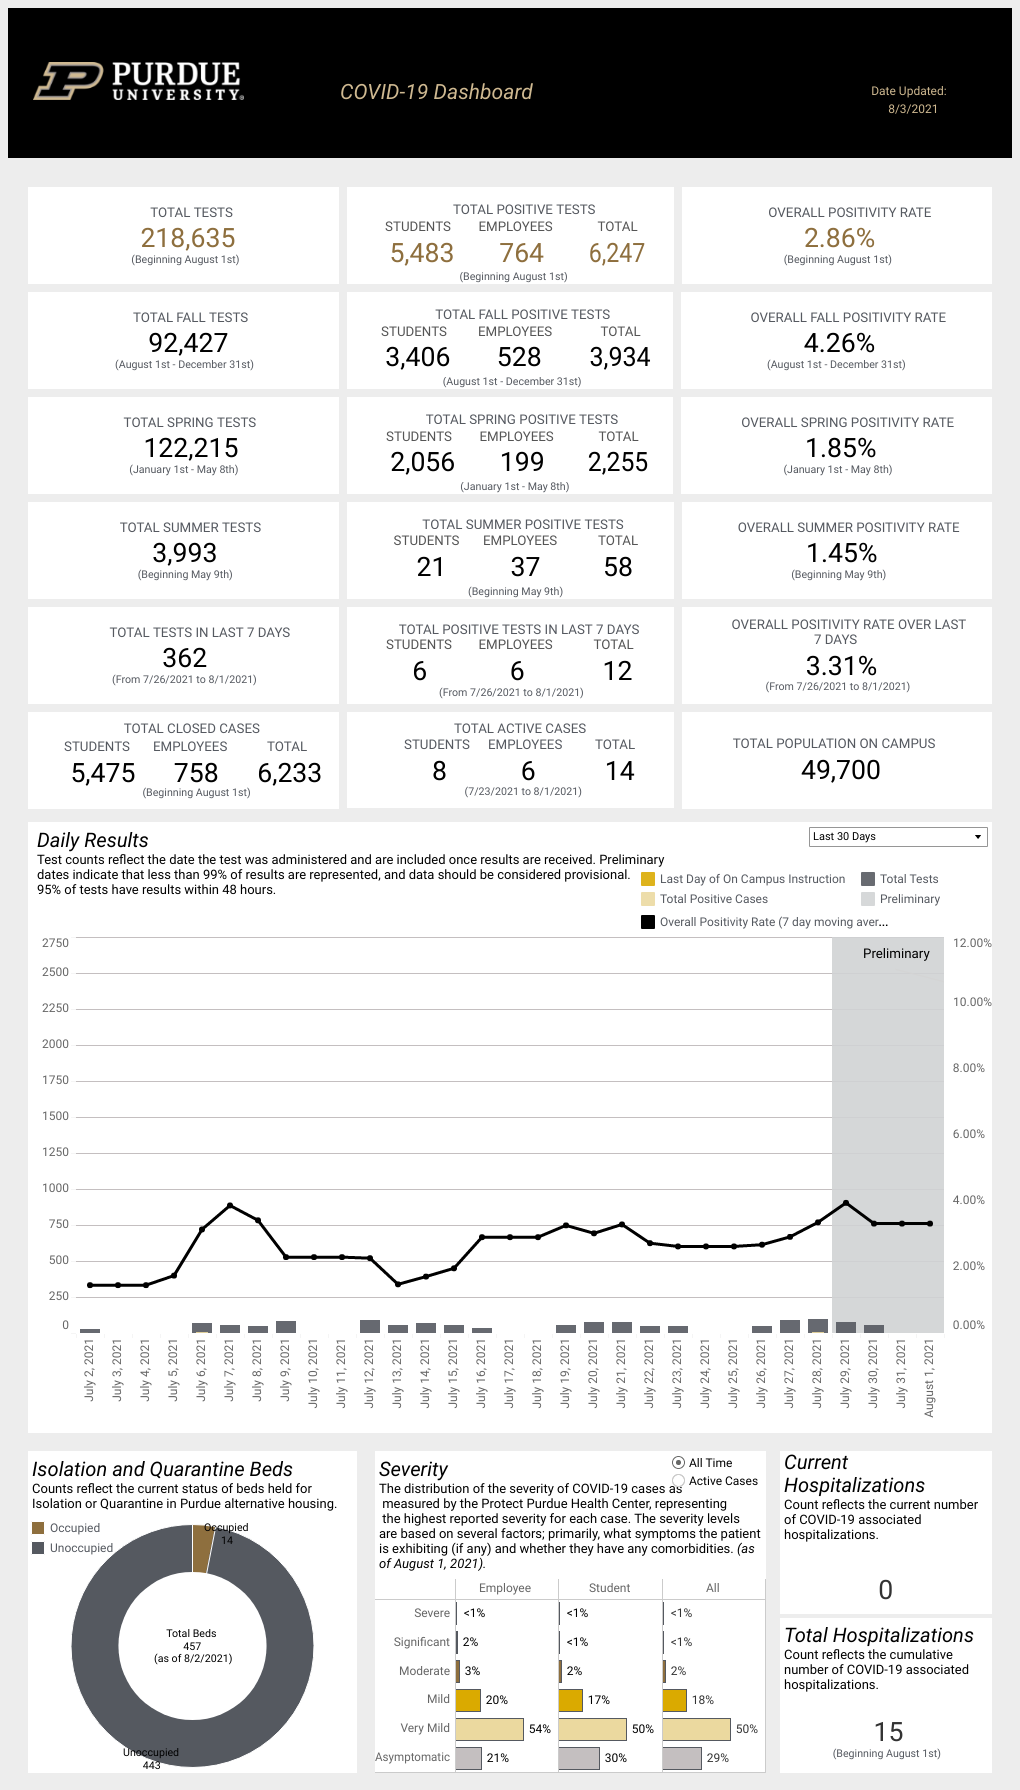 PURDUE
UNIVERSITY®
COVID-19 Dashboard
Date Updated:
8/3/2021
TOTAL TESTS
218,635
(Beginning August 1st)
TOTAL POSITIVE TESTS
STUDENTS EMPLOYEES TOTAL
5,483 764 6,247
(Beginning August 1st)
OVERALL POSITIVITY RATE
2.86%
(Beginning August 1st)
TOTAL FALL TESTS
92,427
(August 1st - December 31st)
TOTAL FALL POSITIVE TESTS
STUDENTS EMPLOYEES TOTAL
3,406 528 3,934
(August 1st - December 31st)
OVERALL FALL POSITIVITY RATE
4.26%
(August 1st - December 31st)
TOTAL SPRING TESTS
122,215
(January 1st - May 8th)
TOTAL SPRING POSITIVE TESTS
STUDENTS EMPLOYEES TOTAL
2,056 199 2,255
(January 1st - May 8th)
OVERALL SPRING POSITIVITY RATE
1.85%
(January 1st - May 8th)
TOTAL SUMMER TESTS
3,993
(Beginning May 9th)
TOTAL SUMMER POSITIVE TESTS
STUDENTS EMPLOYEES TOTAL
21 37 58
(Beginning May 9th)
OVERALL SUMMER POSITIVITY RATE
1.45%
(Beginning May 9th)
TOTAL TESTS IN LAST 7 DAYS
362
(From 7/26/2021 to 8/1/2021)
TOTAL POSITIVE TESTS IN LAST 7 DAYS
STUDENTS EMPLOYEES TOTAL
6 6 12
(From 7/26/2021 to 8/1/2021)
OVERALL POSITIVITY RATE OVER LAST
7 DAYS
3.31%
(From 7/26/2021 to 8/1/2021)
TOTAL CLOSED CASES
STUDENTS EMPLOYEES TOTAL
5,475 758 6,233
(Beginning August 1st)
TOTAL ACTIVE CASES
STUDENTS EMPLOYEES TOTAL
8 6 14
(7/23/2021 to 8/1/2021)
TOTAL POPULATION ON CAMPUS
49,700
Daily Results
Last 30 Days
Test counts reflect the date the test was administered and are included once results are received. Preliminary
dates indicate that less than 99% of results are represented, and data should be considered provisional.
95% of tests have results within 48 hours.
Last Day of On Campus Instruction
Total Tests
Total Positive Cases
Preliminary
Overall Positivity Rate (7 day moving aver...
2750
2500
2250
2000
1750
1500
1250
1000
750
500
250
0
Preliminary
12.00%
10.00%
8.00%
6.00%
4.00%
2.00%
0.00%
July 2, 2021
July 3, 2021
July 4, 2021
July 5, 2021
July 6, 2021
July 7, 2021
July 8, 2021
July 9, 2021
July 10, 2021
July 11, 2021
July 12, 2021
July 13, 2021
July 14, 2021
July 15, 2021
July 16, 2021
July 17, 2021
July 18, 2021
July 19, 2021
July 20, 2021
July 21, 2021
July 22, 2021
July 23, 2021
July 24, 2021
July 25, 2021
July 26, 2021
July 27, 2021
July 28, 2021
July 29, 2021
July 30, 2021
July 31, 2021
August 1, 2021
Isolation and Quarantine Beds
Counts reflect the current status of beds held for
Isolation or Quarantine in Purdue alternative housing.
Occupied
Unoccupied
Occupied
14
Total Beds
457
(as of 8/2/2021)
Unoccupied
443
Severity
All Time
Active Cases
The distribution of the severity of COVID-19 cases as
measured by the Protect Purdue Health Center, representing
the highest reported severity for each case. The severity levels
are based on several factors; primarily, what symptoms the patient
is exhibiting (if any) and whether they have any comorbidities. (as
of August 1, 2021).
Employee Student All
Severe <1% <1% <1%
Significant 2% <1% <1%
Moderate 3% 2% 2%
Mild 20% 17% 18%
Very Mild 54% 50% 50%
Asymptomatic 21% 30% 29%
Current
Hospitalizations
Count reflects the current number
of COVID-19 associated
hospitalizations.
0
Total Hospitalizations
Count reflects the cumulative
number of COVID-19 associated
hospitalizations.
15
(Beginning August 1st)